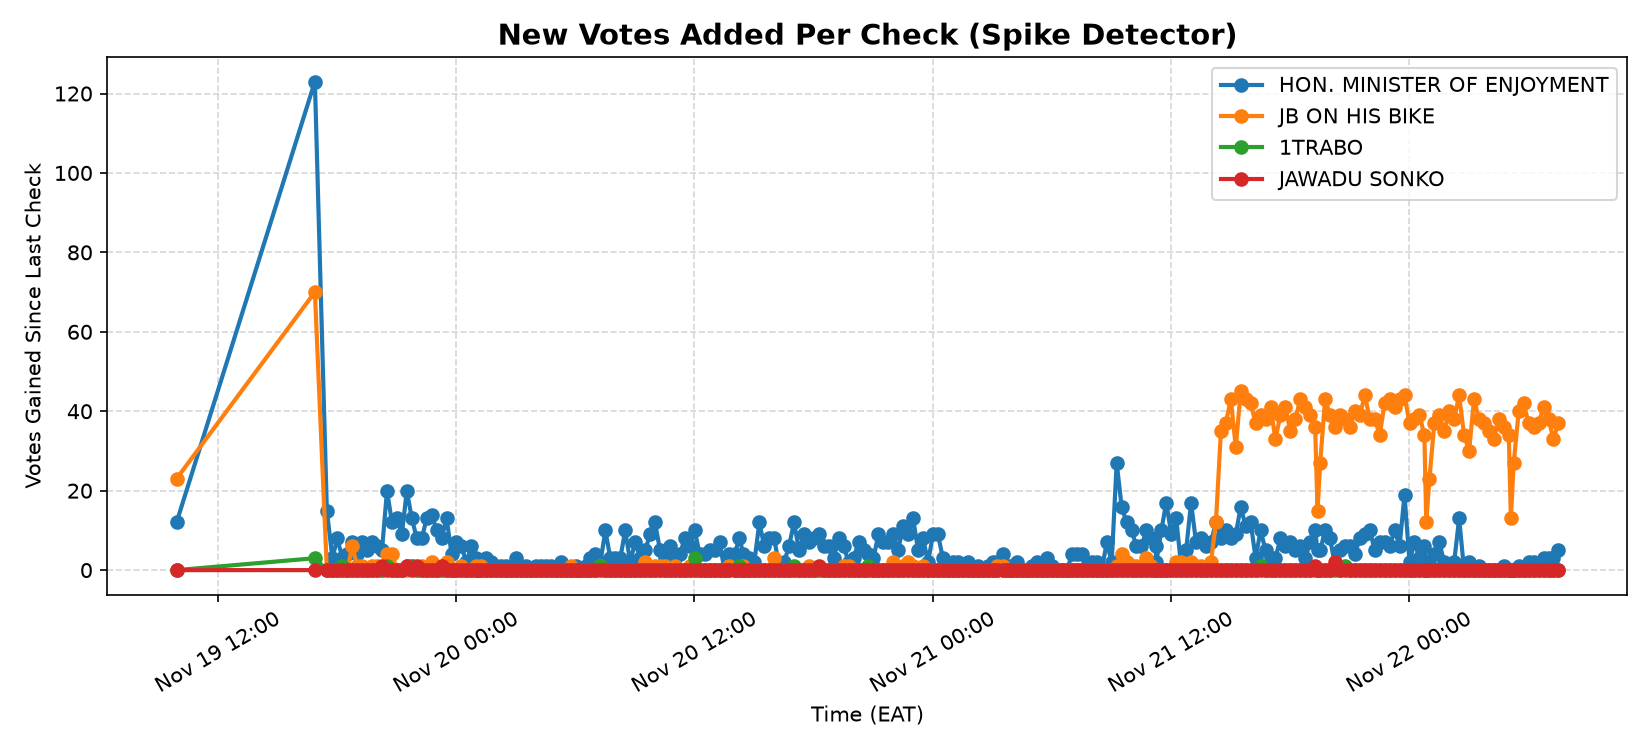 New Votes Added Per Check (Spike Detector)
HON. MINISTER OF ENJOYMENT
JB ON HIS BIKE
1TRABO
JAWADU SONKO
Votes Gained Since Last Check
120
100
80
60
40
20
0
Nov 19 12:00
Nov 20 00:00
Nov 20 12:00
Nov 21 00:00
Nov 21 12:00
Nov 22 00:00
Time (EAT)